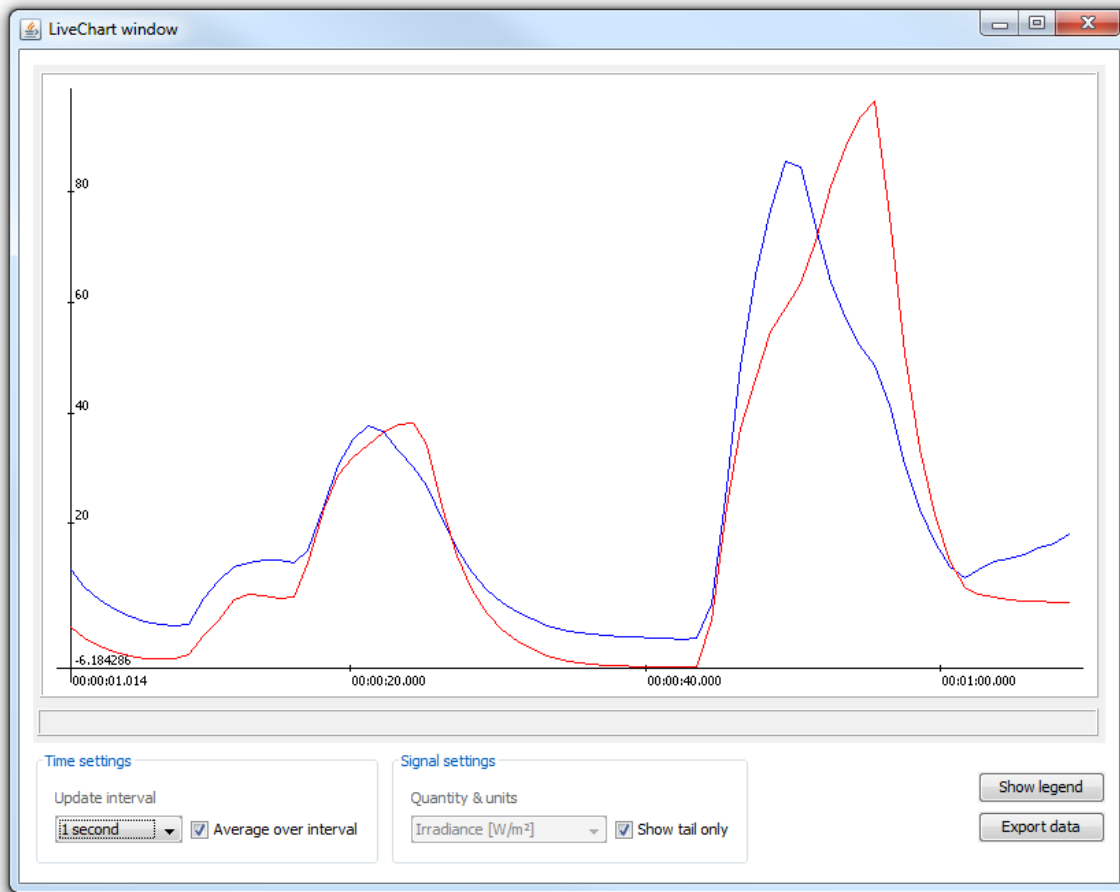 LiveChart window
80
60
40
20
-6.184286
00:00:01.014 00:00:20.000 00:00:40.000 00:01:00.000
Time settings
Update interval
1 second
Average over interval
Signal settings
Quantity & units
Irradiance [W/m²]
Show tail only
Show legend
Export data